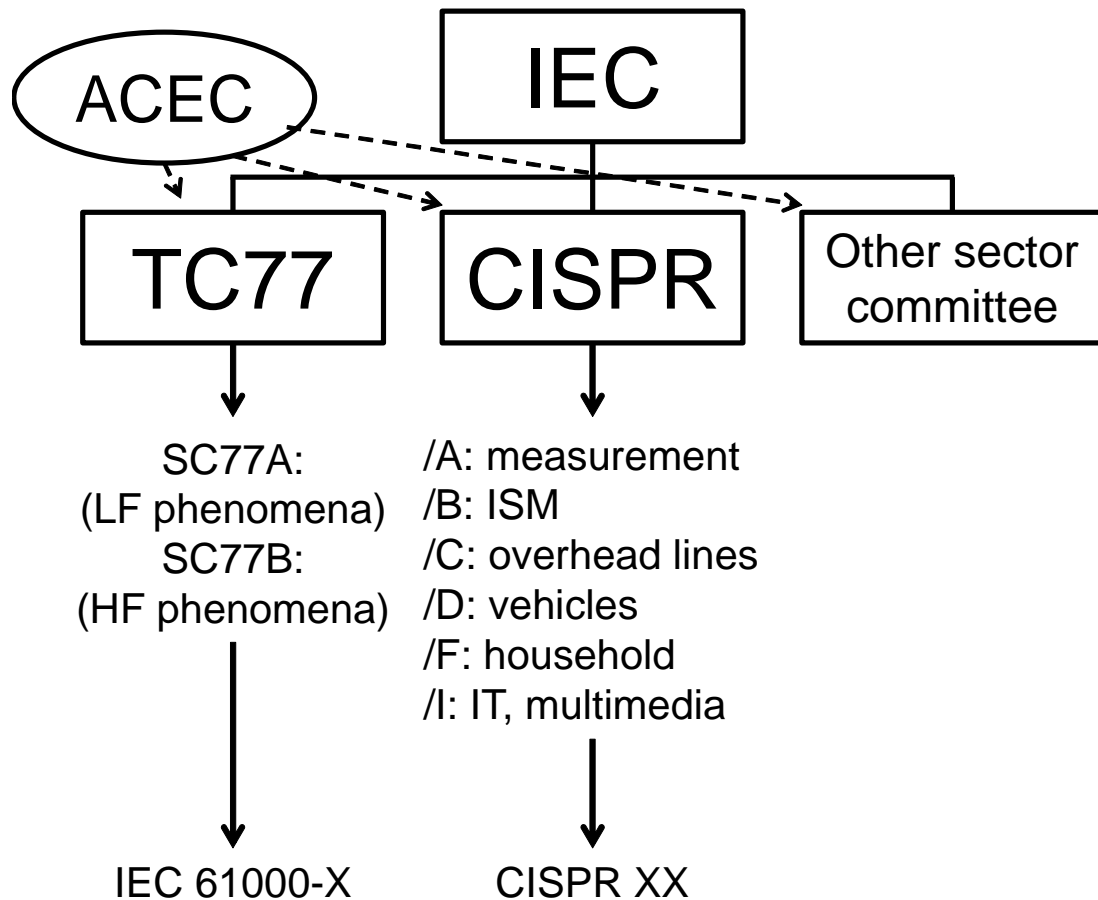 ACEC
IEC
TC77
CISPR
Other sector
committee
SC77A:
(LF phenomena)
SC77B:
(HF phenomena)
/A: measurement
/B: ISM
/C: overhead lines
/D: vehicles
/F: household
/I: IT, multimedia
IEC 61000-X
CISPR XX